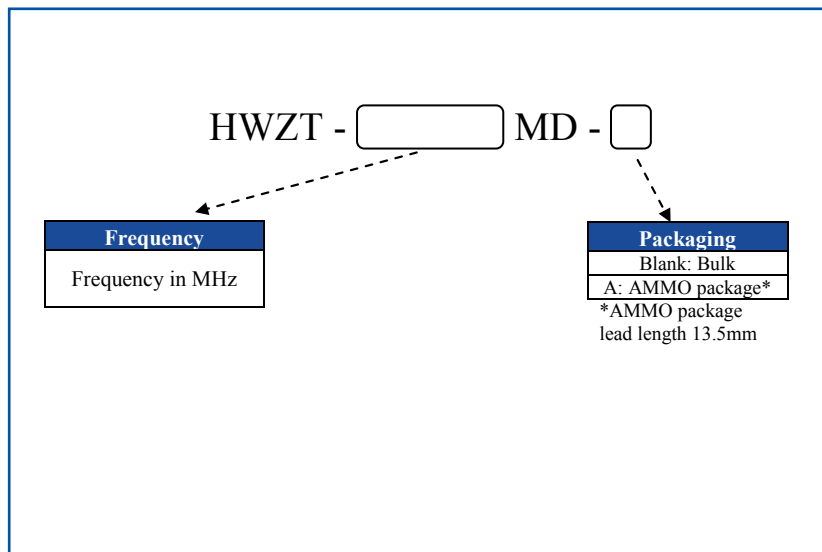 HWZT - MD -
Frequency
Frequency in MHz
Packaging
Blank: Bulk
A: AMMO package*
*AMMO package
lead length 13.5mm